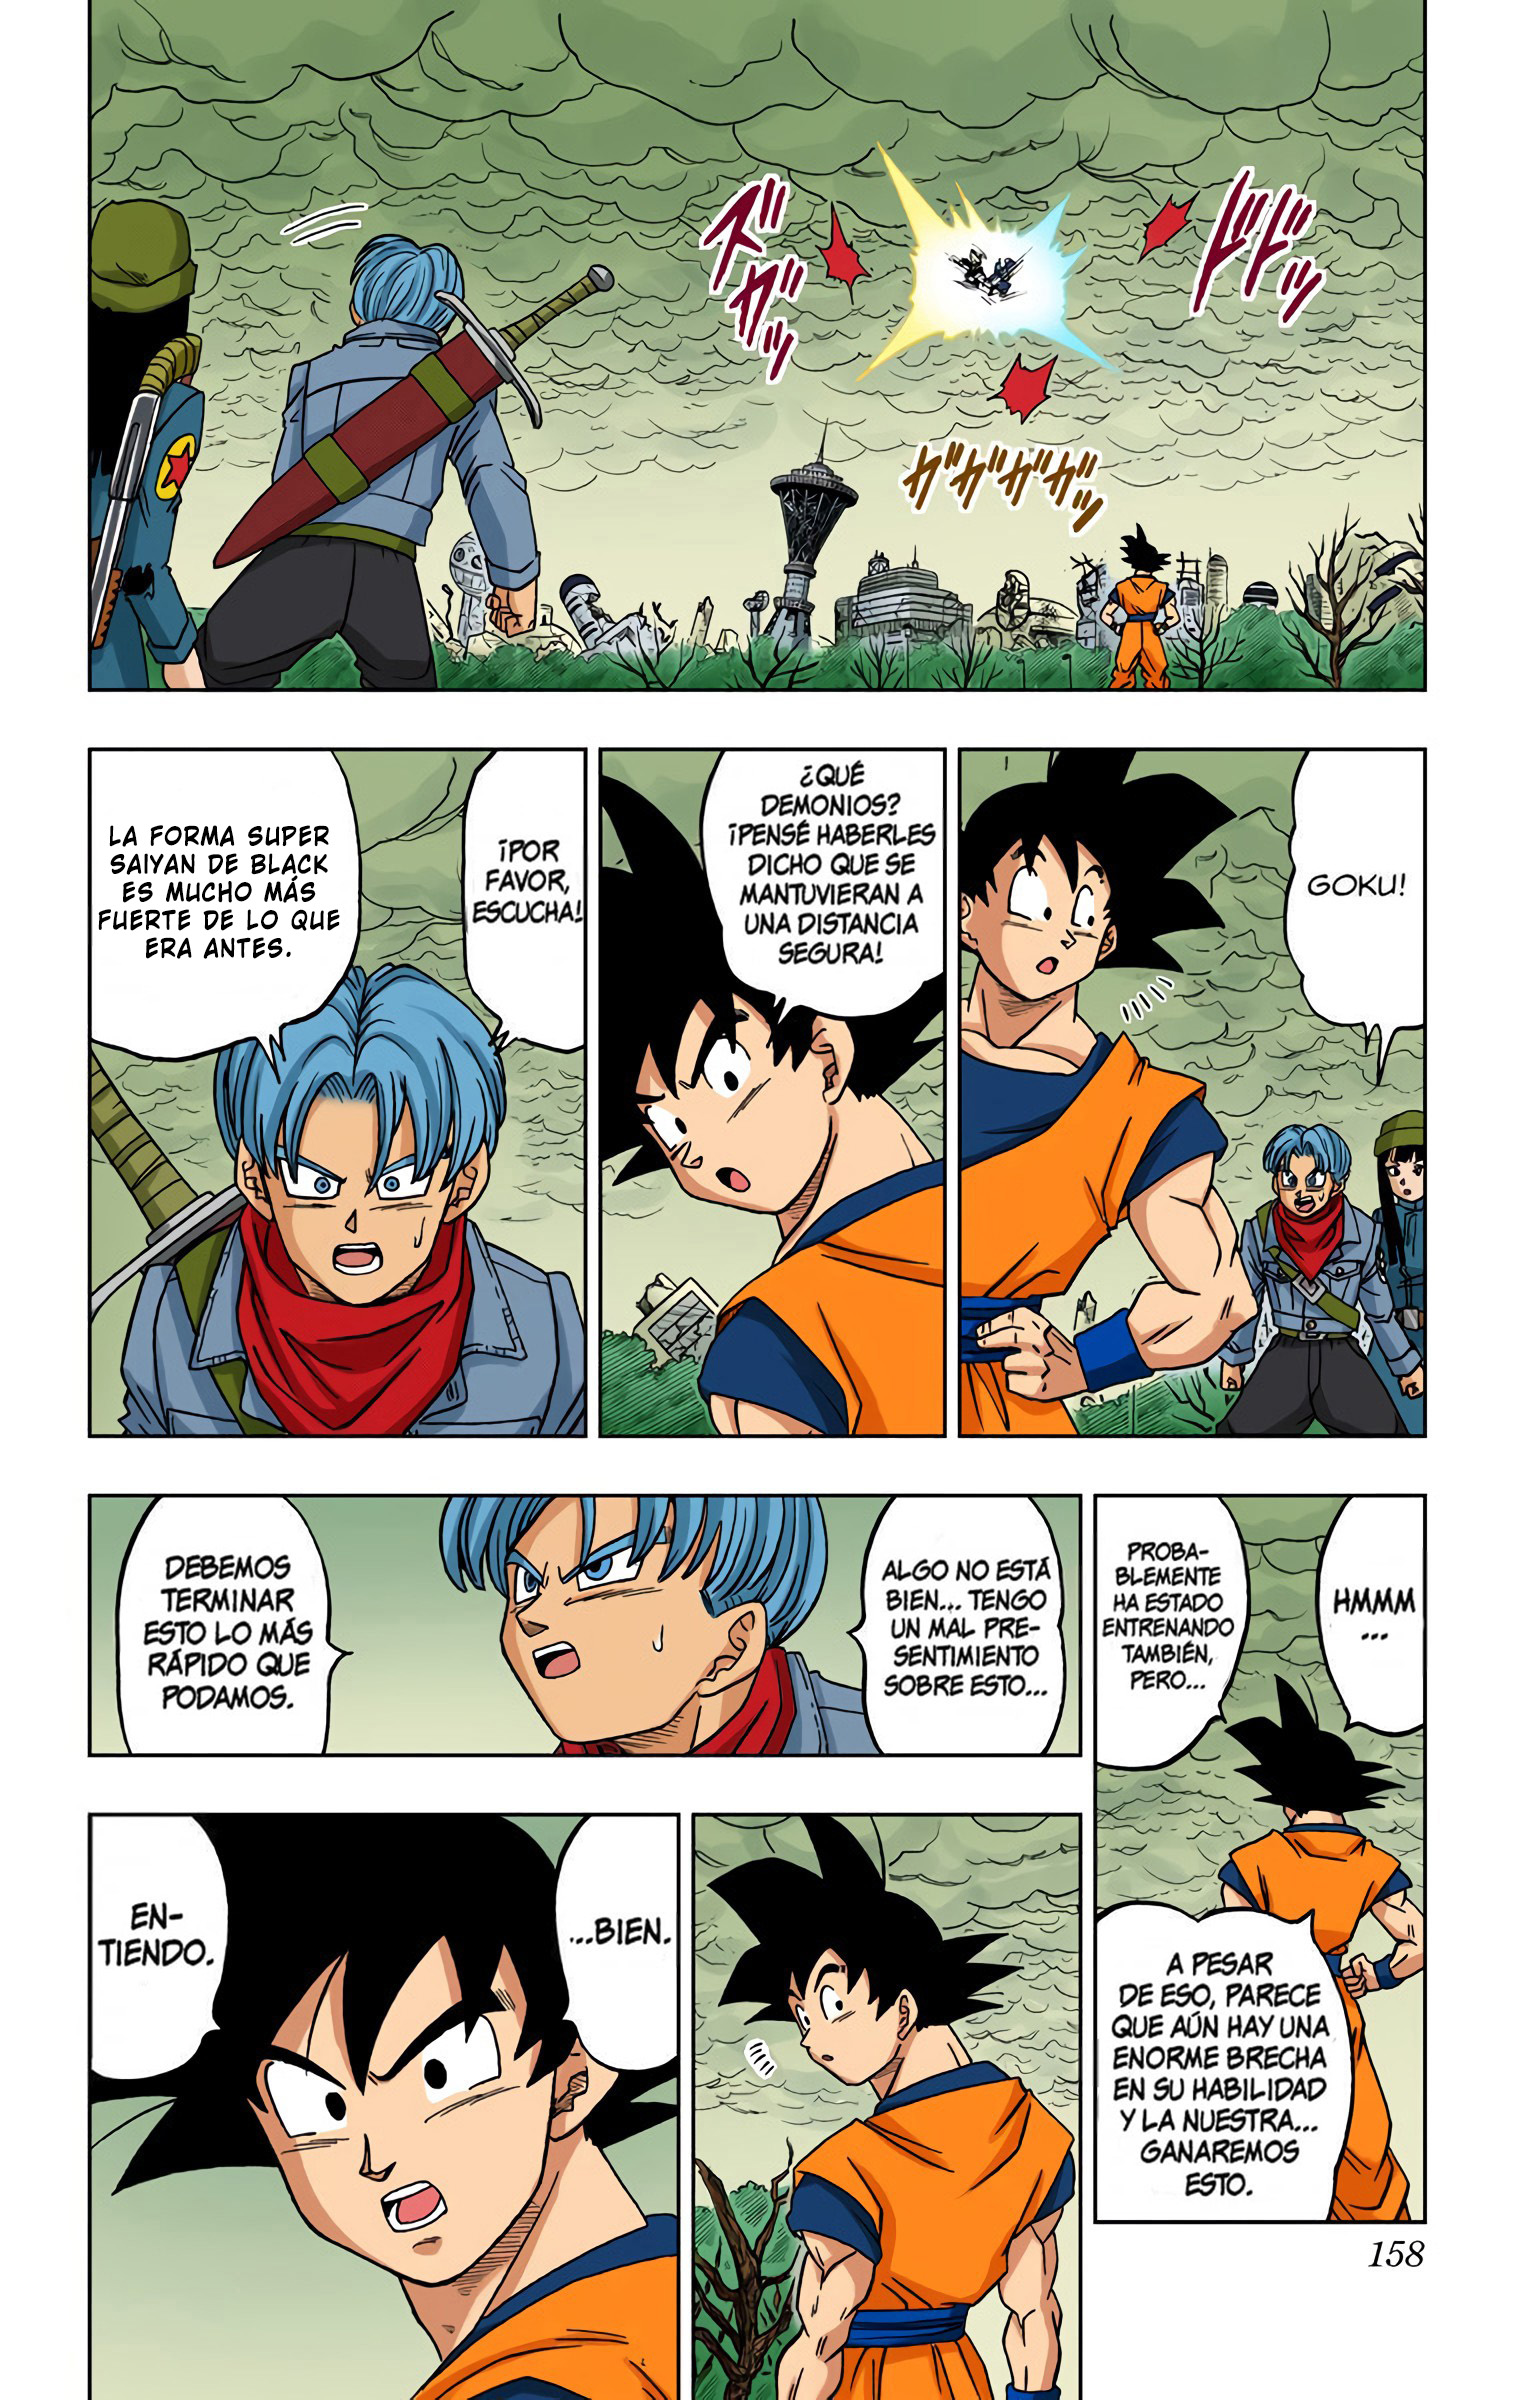 ズガッ
ズガッ
ドドドッ
ガガガガッ
GOKU!
¿QUÉ
DEMONIOS?
¡PENSÉ HABERLES
DICHO QUE SE
MANTUVIERAN A
UNA DISTANCIA
SEGURA!
¡POR
FAVOR,
ESCUCHA!
LA FORMA SUPER
SAIYAN DE BLACK
ES MUCHO MÁS
FUERTE DE LO QUE
ERA ANTES.
HMMM
...
PROBA-
BLEMENTE
HA ESTADO
ENTRENANDO
TAMBIÉN,
PERO...
A PESAR
DE ESO, PARECE
QUE AÚN HAY UNA
ENORME BRECHA
EN SU HABILIDAD
Y LA NUESTRA...
GANAREMOS
ESTO.
ALGO NO ESTÁ
BIEN... TENGO
UN MAL PRE-
SENTIMIENTO
SOBRE ESTO...
DEBEMOS
TERMINAR
ESTO LO MÁS
RÁPIDO QUE
PODAMOS.
...BIEN.
EN-
TIENDO.
158